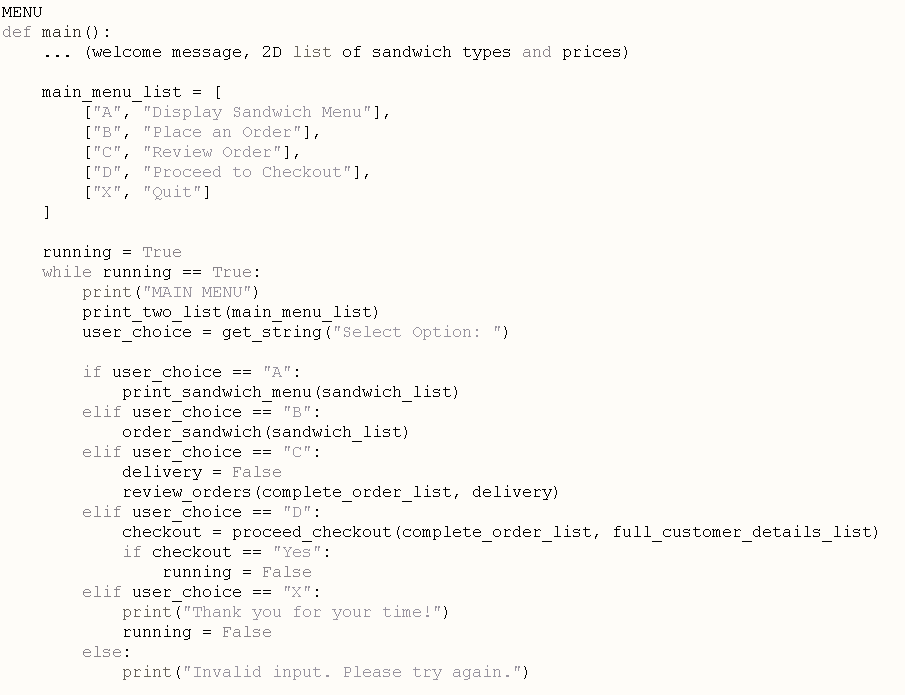 MENU
def main():
    ... (welcome message, 2D list of sandwich types and prices)

    main_menu_list = [
        ["A", "Display Sandwich Menu"],
        ["B", "Place an Order"],
        ["C", "Review Order"],
        ["D", "Proceed to Checkout"],
        ["X", "Quit"]
    ]

    running = True
    while running == True:
        print("MAIN MENU")
        print_two_list(main_menu_list)
        user_choice = get_string("Select Option: ")

        if user_choice == "A":
            print_sandwich_menu(sandwich_list)
        elif user_choice == "B":
            order_sandwich(sandwich_list)
        elif user_choice == "C":
            delivery = False
            review_orders(complete_order_list, delivery)
        elif user_choice == "D":
            checkout = proceed_checkout(complete_order_list, full_customer_details_list)
            if checkout == "Yes":
                running = False
        elif user_choice == "X":
            print("Thank you for your time!")
            running = False
        else:
            print("Invalid input. Please try again.")